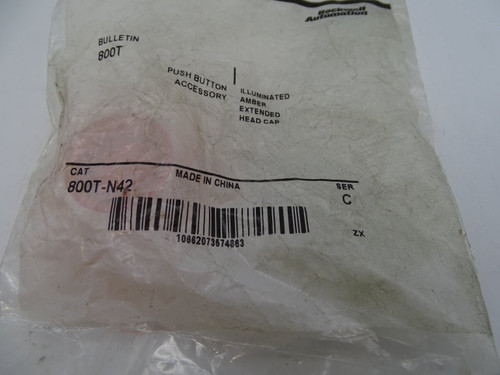 Rockwell
Automation
BULLETIN
800T
PUSH BUTTON
ACCESSORY
ILLUMINATED
AMBER
EXTENDED
HEAD CAP
CAT
800T-N42
MADE IN CHINA
SER
C
10662073674863
ZX